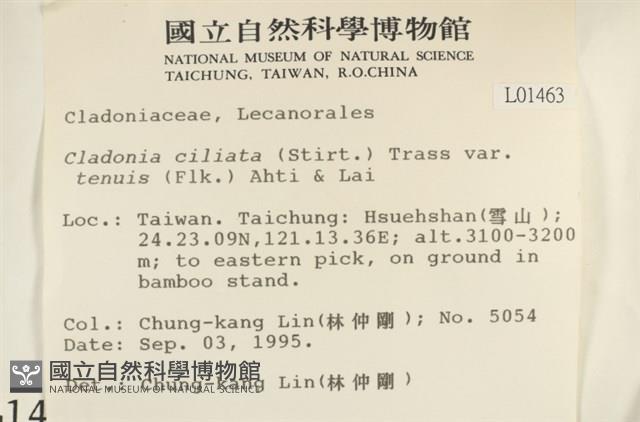 國立自然科學博物館
NATIONAL MUSEUM OF NATURAL SCIENCE
TAICHUNG, TAIWAN, R.O.CHINA
L01463
Cladoniaceae, Lecanorales
Cladonia ciliata (Stirt.) Trass var.
tenuis (Flk.) Ahti & Lai
Loc.: Taiwan. Taichung: Hsuehshan(雪山);
24.23.09N,121.13.36E; alt.3100-3200
m; to eastern pick, on ground in
bamboo stand.
Col.: Chung-kang Lin(林仲剛); No. 5054
Date: Sep. 03, 1995.
Det.: Chung-kang Lin(林仲剛)
國立自然科學博物館
NATIONAL MUSEUM OF NATURAL SCIENCE
14